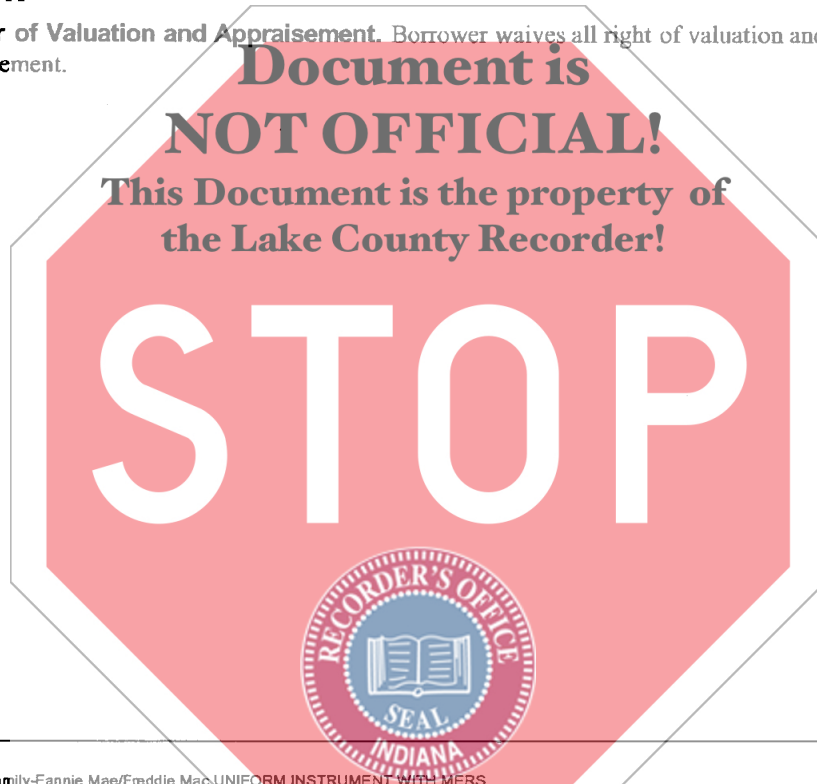 r of Valuation and Appraisement. Borrower waives all right of valuation and
ement.
Document is
NOT OFFICIAL!
This Document is the property of
the Lake County Recorder!
STOP
RECORDER'S OFFICE
SEAL
INDIANA
mily-Fannie Mae/Freddie Mac UNIFORM INSTRUMENT WITH MERS